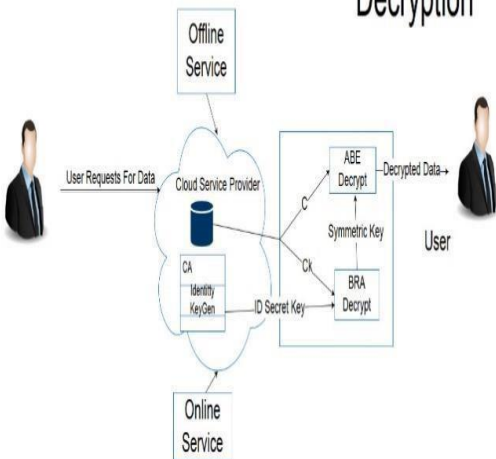 Decryption
Offline
Service
User Requests For Data
Cloud Service Provider
CA
Identtiy
KeyGen
ID Secret Key
C
Ck
ABE
Decrypt
Symmetric Key
BRA
Decrypt
Decrypted Data
User
Online
Service